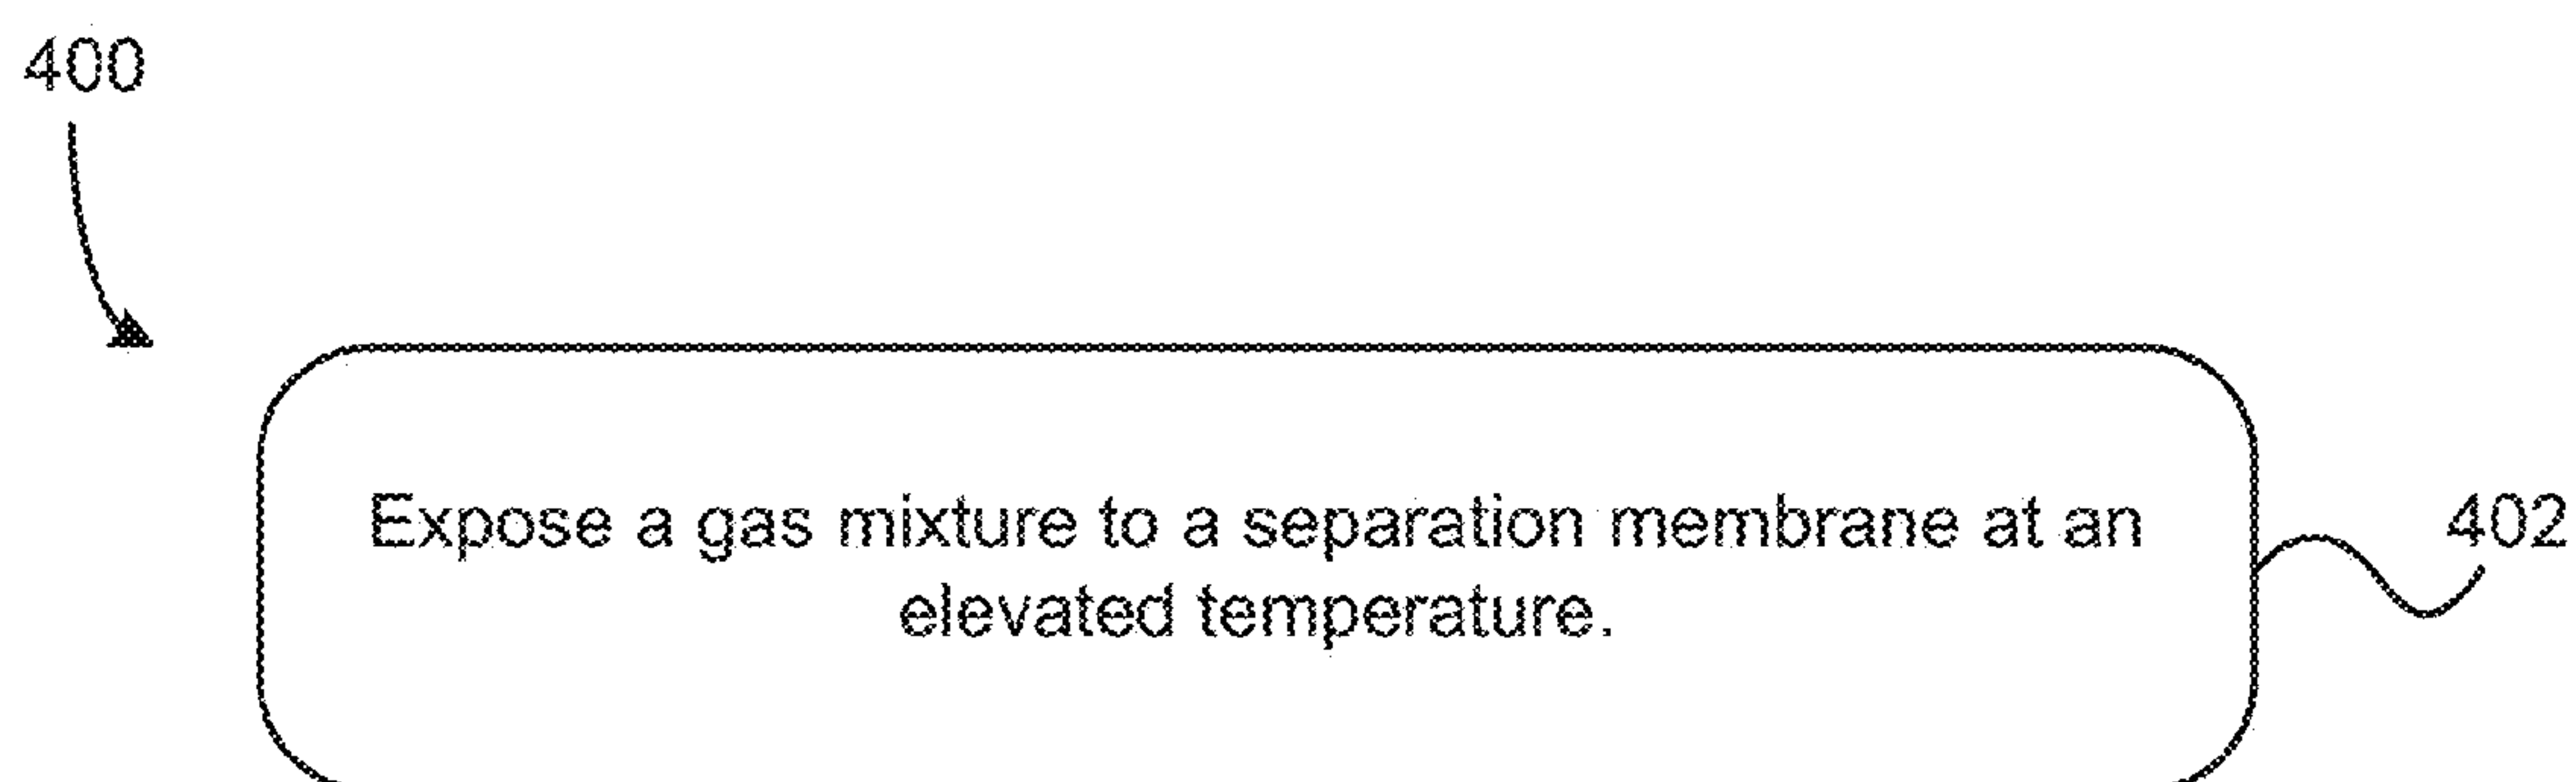 400
Expose a gas mixture to a separation membrane at an
402
elevated temperature.